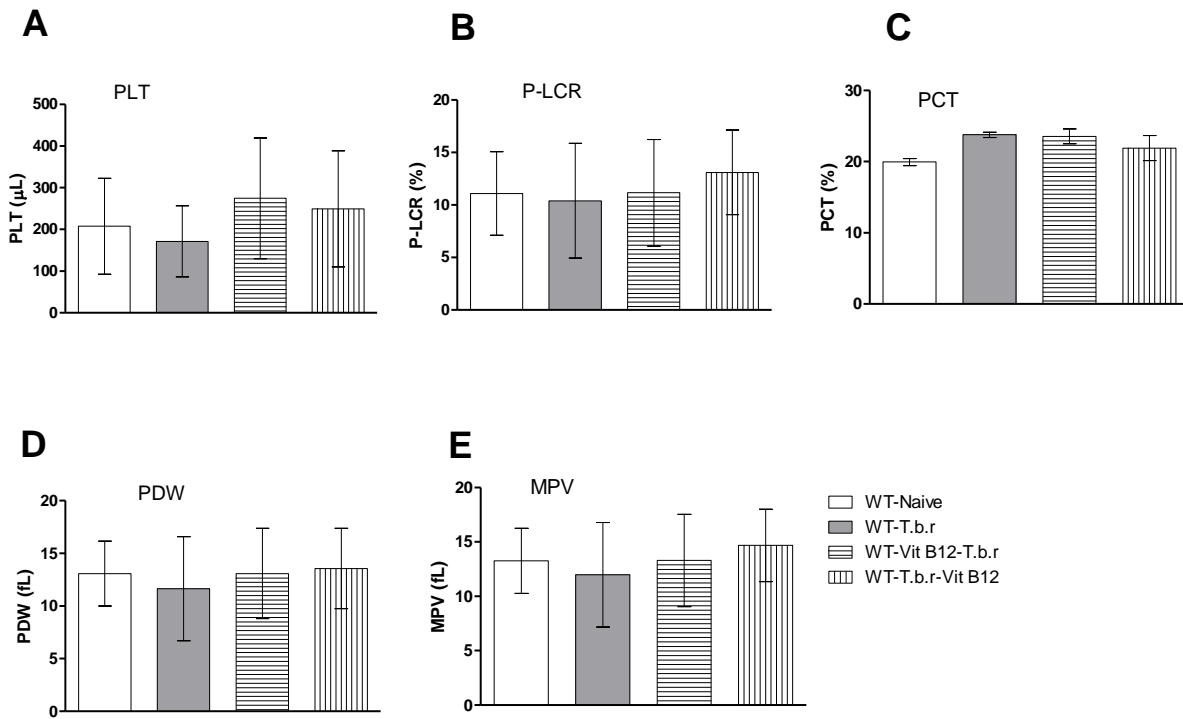 A
PLT
500
400
300
200
100
0
PLT (µL)
B
P-LCR
20
15
10
5
0
P-LCR (%)
C
PCT
30
20
10
0
PCT (%)
D
PDW
20
15
10
5
0
PDW (fL)
E
MPV
20
15
10
5
0
MPV (fL)
WT-Naive
WT-T.b.r
WT-Vit B12-T.b.r
WT-T.b.r-Vit B12